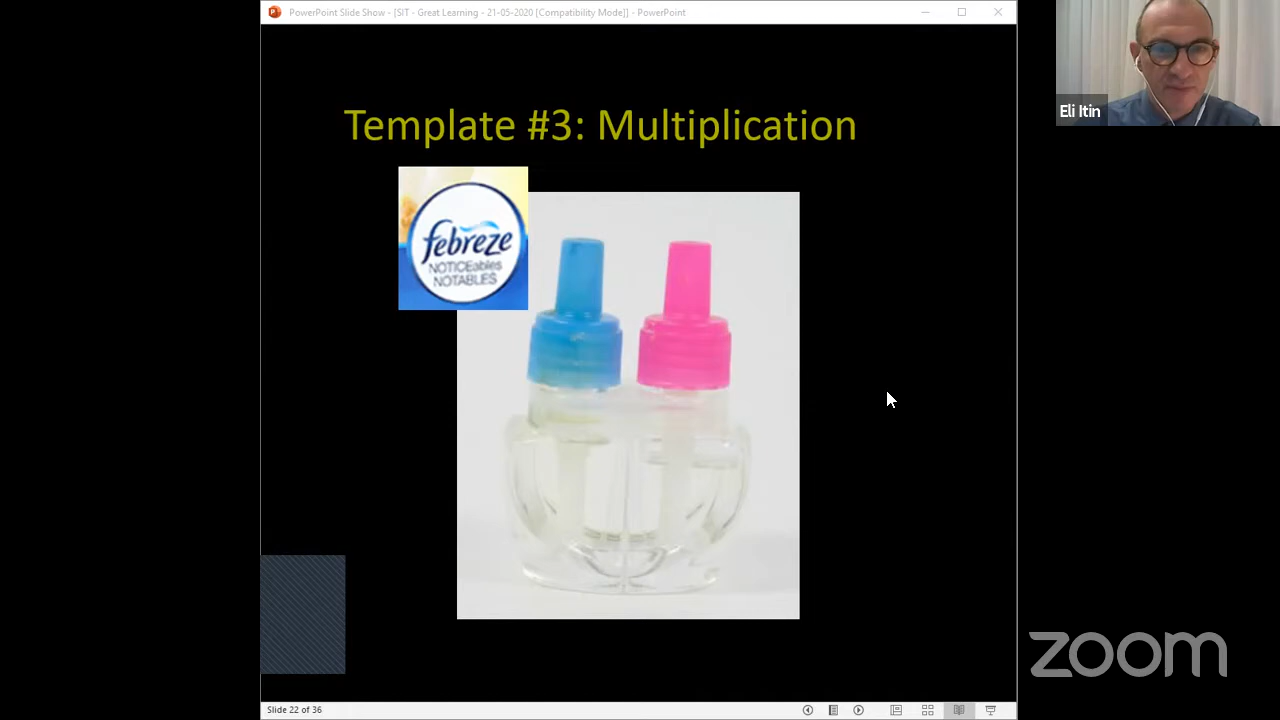 PowerPoint Slide Show - [SIT - Great Learning - 21-05-2020 [Compatibility Mode]] - PowerPoint
Eli Itin
Template #3: Multiplication
febreze
NOTICEables
NOTABLES
zoom
Slide 22 of 36